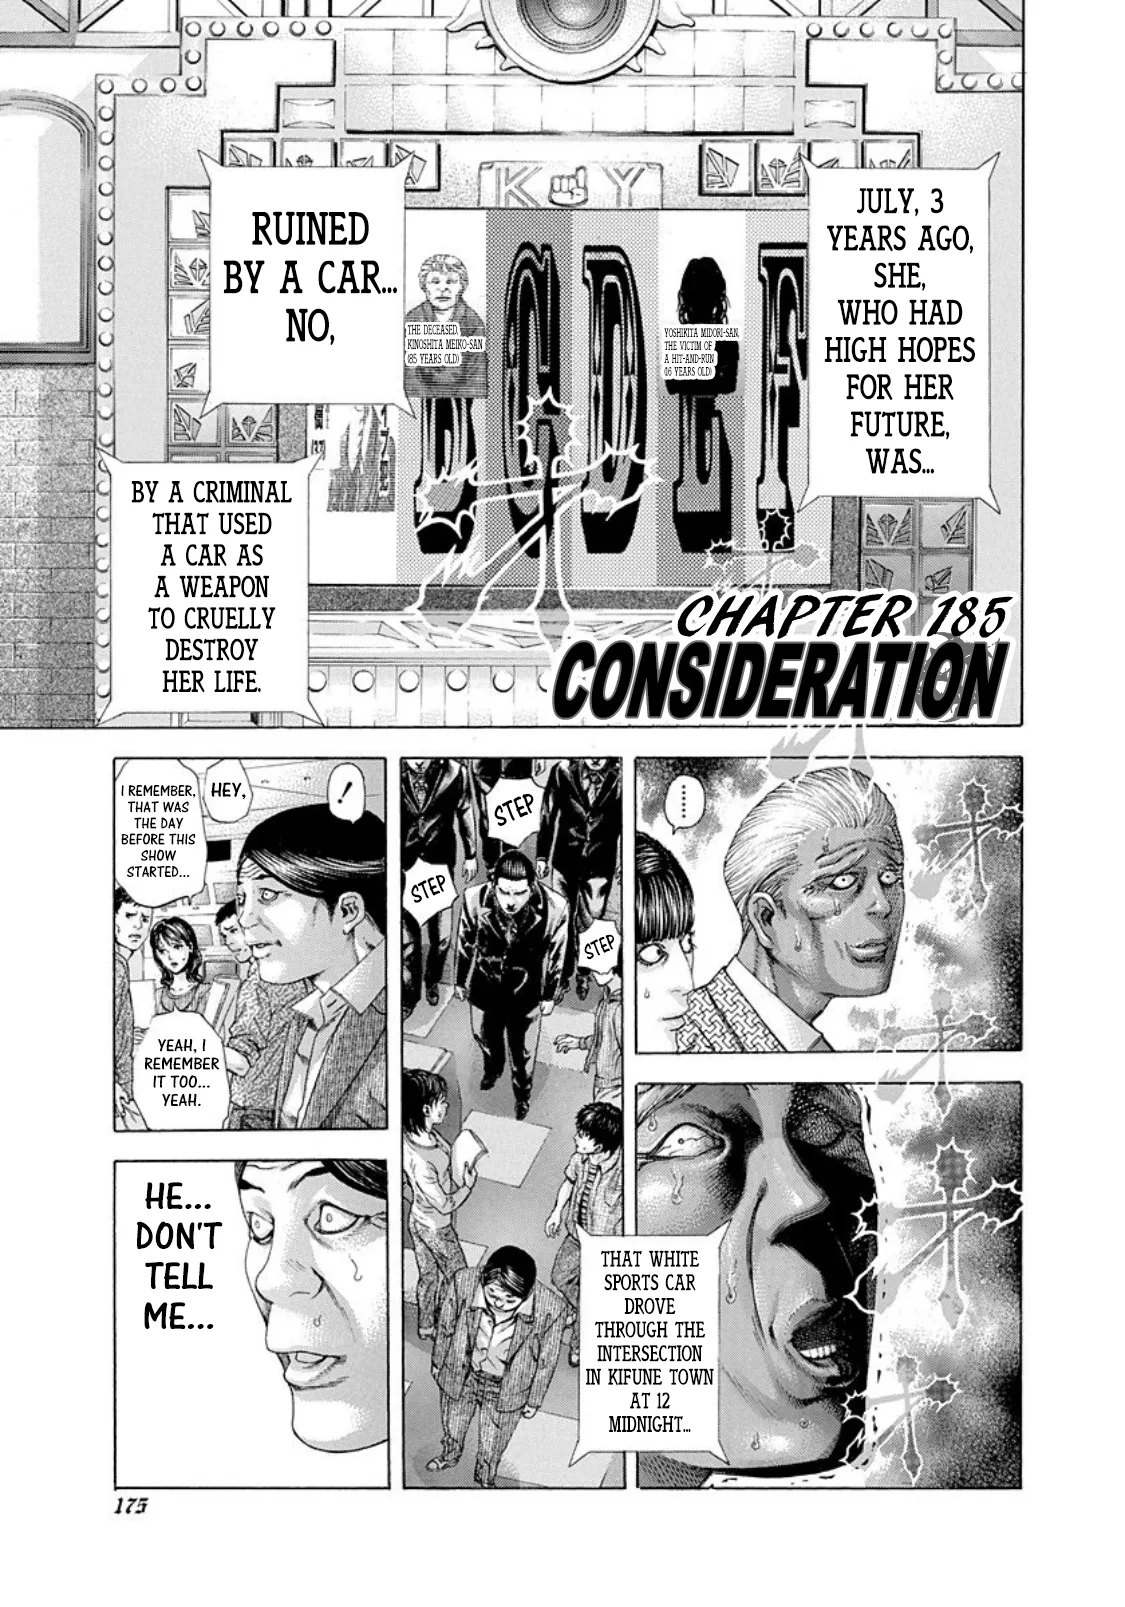 JULY, 3
YEARS AGO,
SHE,
WHO HAD
HIGH HOPES
FOR HER
FUTURE,
WAS...
K Y
YOSHIKITA MIDORI-SAN,
THE VICTIM OF
A HIT-AND-RUN
(16 YEARS OLD)
THE DECEASED,
KINOSHITA MEIKO-SAN
(85 YEARS OLD)
B C D E F
RUINED
BY A CAR...
NO,
BY A CRIMINAL
THAT USED
A CAR AS
A WEAPON
TO CRUELLY
DESTROY
HER LIFE.
CHAPTER 185
CONSIDERATION
........
THAT WHITE
SPORTS CAR
DROVE
THROUGH THE
INTERSECTION
IN KIFUNE TOWN
AT 12
MIDNIGHT...
STEP
STEP
STEP
!
HEY,
I REMEMBER,
THAT WAS
THE DAY
BEFORE THIS
SHOW
STARTED...
YEAH, I
REMEMBER
IT TOO...
YEAH.
HE...
DON'T
TELL
ME...
175